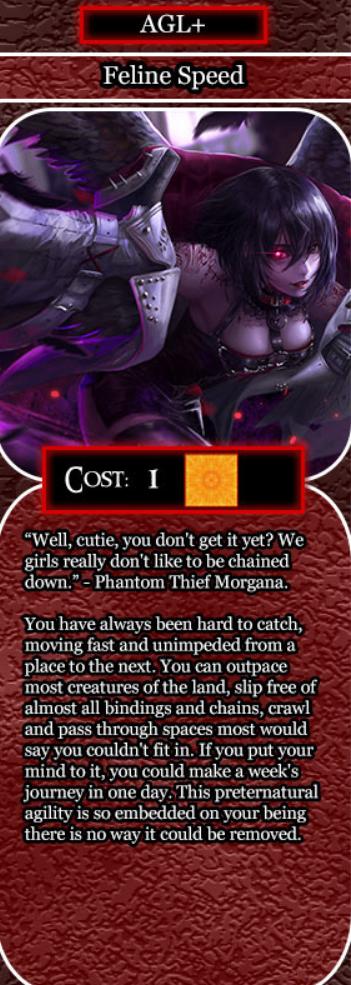 AGL+
Feline Speed
COST: 1
“Well, cutie, you don't get it yet? We
girls really don't like to be chained
down.” - Phantom Thief Morgana.
You have always been hard to catch,
moving fast and unimpeded from a
place to the next. You can outpace
most creatures of the land, slip free of
almost all bindings and chains, crawl
and pass through spaces most would
say you couldn't fit in. If you put your
mind to it, you could make a week's
journey in one day. This preternatural
agility is so embedded on your being
there is no way it could be removed.